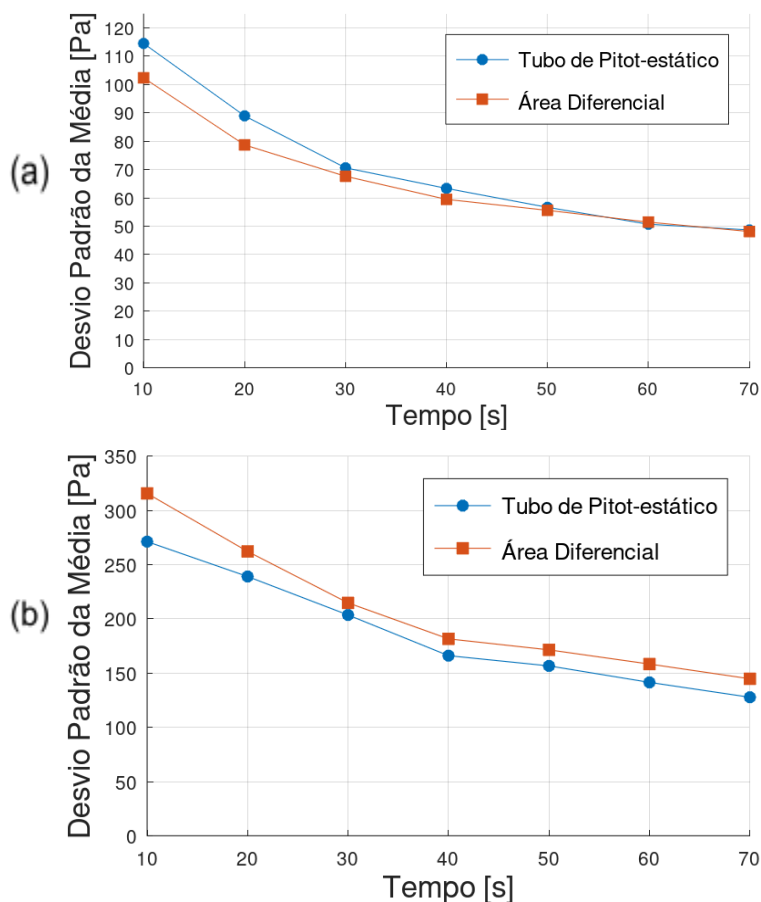 (a)
Desvio Padrão da Média [Pa]
120
110
100
90
80
70
60
50
40
30
20
10
0
Tubo de Pitot-estático
Área Diferencial
10 20 30 40 50 60 70
Tempo [s]
(b)
Desvio Padrão da Média [Pa]
350
300
250
200
150
100
50
0
Tubo de Pitot-estático
Área Diferencial
10 20 30 40 50 60 70
Tempo [s]